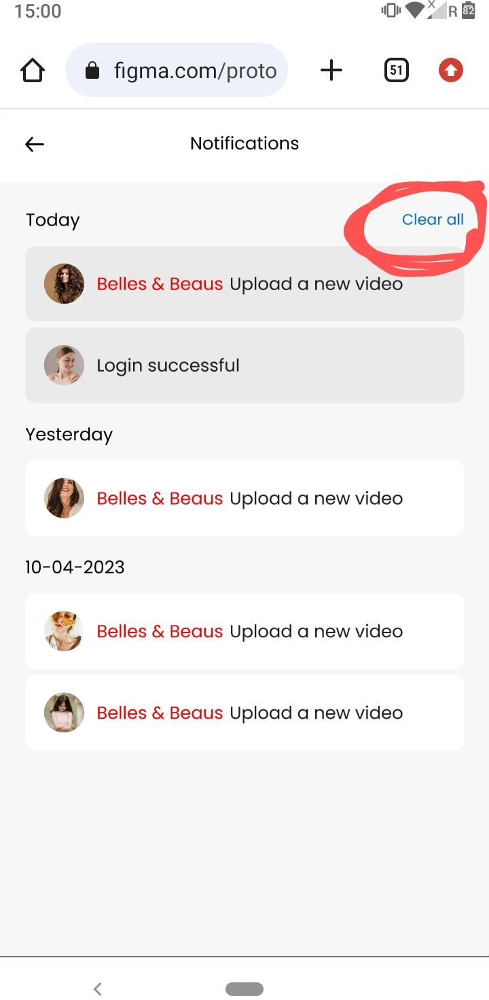 15:00
X R 82
figma.com/proto
51
Notifications
Today
Clear all
Belles & Beaus Upload a new video
Login successful
Yesterday
Belles & Beaus Upload a new video
10-04-2023
Belles & Beaus Upload a new video
Belles & Beaus Upload a new video